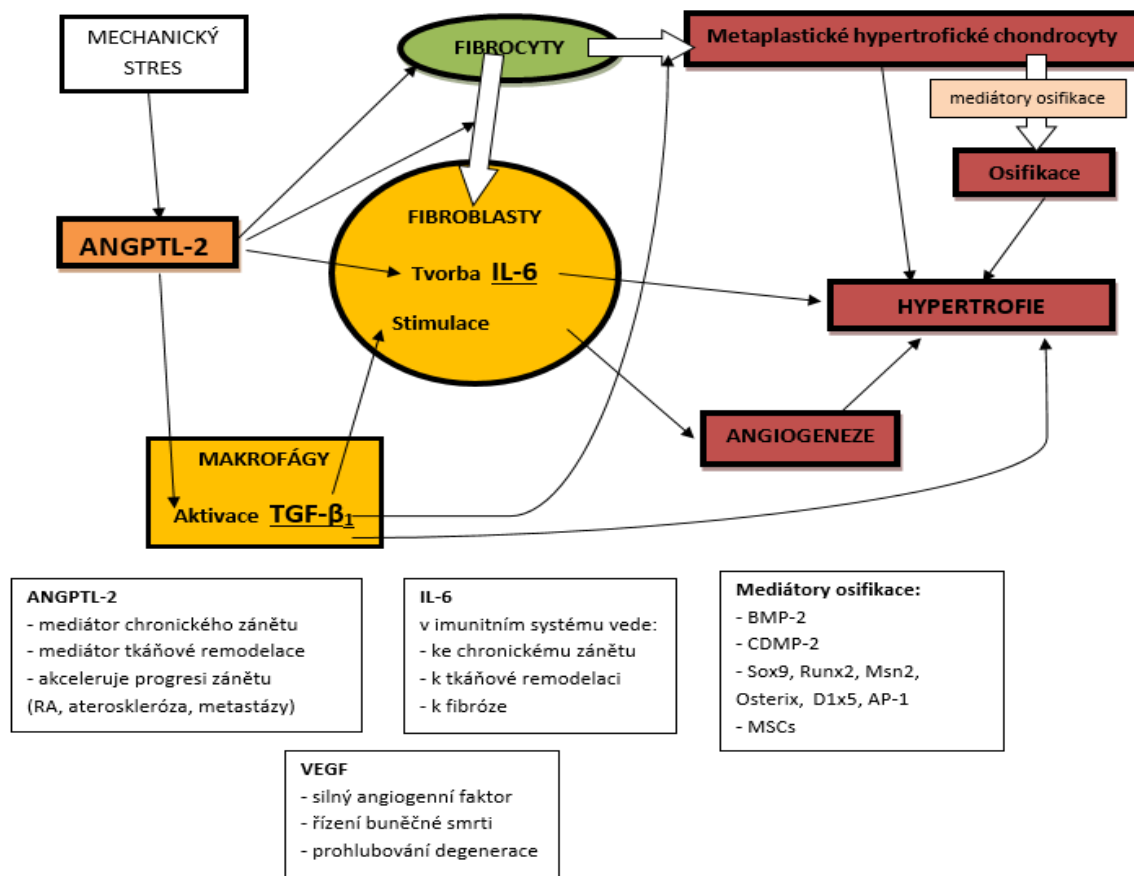 MECHANICKÝ
STRES
FIBROCYTY
Metaplastické hypertrofické chondrocyty
mediátory osifikace
Osifikace
ANGPTL-2
FIBROBLASTY
Tvorba IL-6
Stimulace
HYPERTROFIE
ANGIOGENEZE
MAKROFÁGY
Aktivace TGF-β1
ANGPTL-2
- mediátor chronického zánětu
- mediátor tkáňové remodelace
- akceleruje progresi zánětu
(RA, ateroskleróza, metastázy)
IL-6
v imunitním systému vede:
- ke chronickému zánětu
- k tkáňové remodelaci
- k fibróze
Mediátory osifikace:
- BMP-2
- CDMP-2
- Sox9, Runx2, Msn2,
Osterix, D1x5, AP-1
- MSCs
VEGF
- silný angiogenní faktor
- řízení buněčné smrti
- prohlubování degenerace